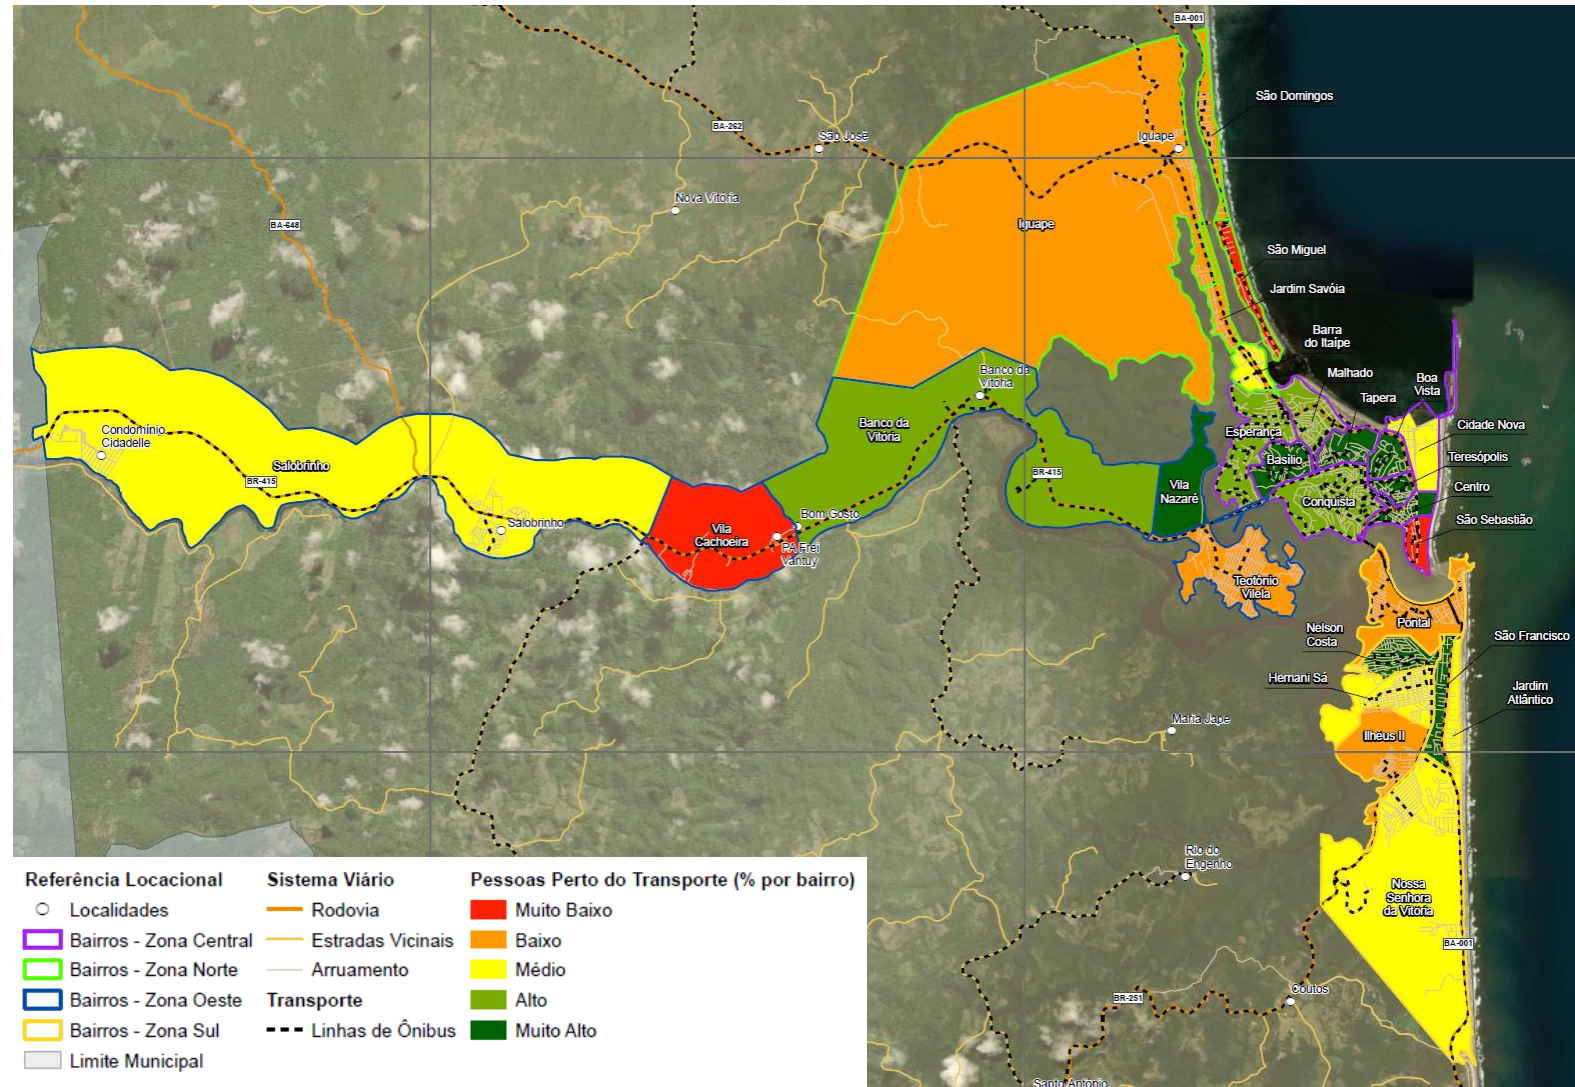 BA-001
São Domingos
BA-262
São José
Iguape
Nova Vitória
BA-648
Iguape
São Miguel
Jardim Savóia
Barra
do Itaípe
Malhado
Boa
Vista
Tapera
Banco da
Vitória
Cidade Nova
Banco da
Vitória
Esperança
Condomínio
Cidadelle
Basílio
Teresópolis
Salobrinho
BR-415
BR-415
Vila
Nazaré
Centro
Conquista
Salobrinho
Bom Gosto
São Sebastião
Vila
Cachoeira
PA Frei
Vantuy
Teotônio
Vilela
Pontal
Nelson
Costa
São Francisco
Hernani Sá
Jardim
Atlântico
Maria Jape
Ilhéus II
Rio do
Engenho
Nossa
Senhora
da Vitória
BA-001
Coutos
BR-251
Santo Antônio
Referência Locacional
Localidades
Bairros - Zona Central
Bairros - Zona Norte
Bairros - Zona Oeste
Bairros - Zona Sul
Limite Municipal
Sistema Viário
Rodovia
Estradas Vicinais
Arruamento
Transporte
Linhas de Ônibus
Pessoas Perto do Transporte (% por bairro)
Muito Baixo
Baixo
Médio
Alto
Muito Alto